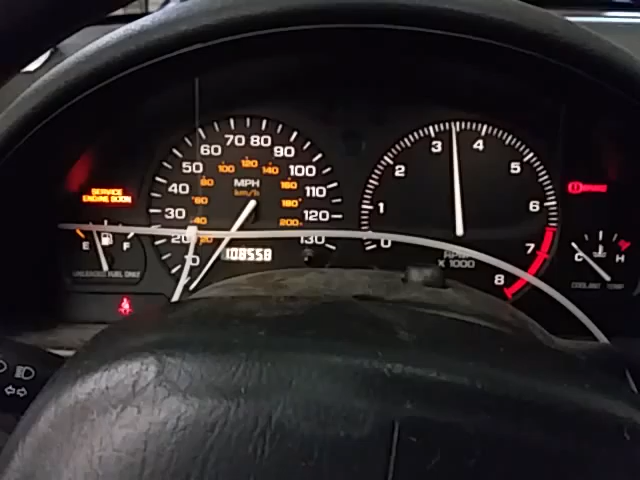 SERVICE
ENGINE SOON
E F
UNLEADED FUEL ONLY
10 20 30 40 50 60 70 80 90 100 110 120 130
20 40 60 80 100 120 140 160 180 200
MPH
km/h
108558
0 1 2 3 4 5 6 7 8
RPM
X 1000
BRAKE
C H
COOLANT TEMP